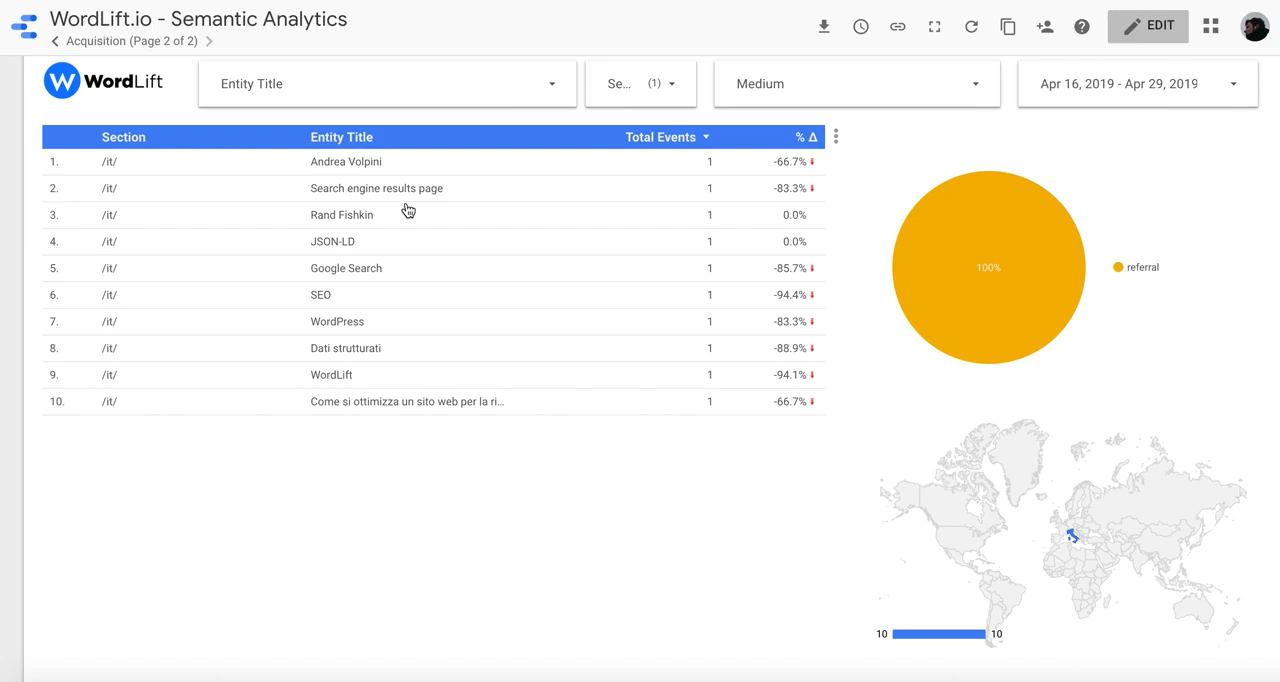 WordLift.io - Semantic Analytics
Acquisition (Page 2 of 2)
EDIT
W WordLift
Entity Title
Se... (1)
Medium
Apr 16, 2019 - Apr 29, 2019
Section Entity Title Total Events % Δ
1. /it/ Andrea Volpini 1 -66.7%
2. /it/ Search engine results page 1 -83.3%
3. /it/ Rand Fishkin 1 0.0%
4. /it/ JSON-LD 1 0.0%
5. /it/ Google Search 1 -85.7%
6. /it/ SEO 1 -94.4%
7. /it/ WordPress 1 -83.3%
8. /it/ Dati strutturati 1 -88.9%
9. /it/ WordLift 1 -94.1%
10. /it/ Come si ottimizza un sito web per la ri... 1 -66.7%
100%
referral
10 10